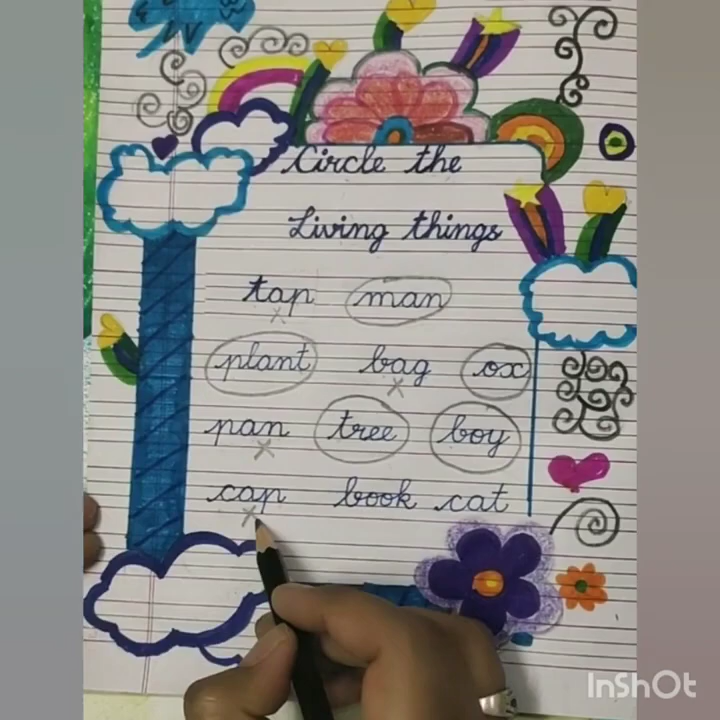 Circle the
Living things
tap man
plant bag ox
pan tree boy
cap book cat
InShOt